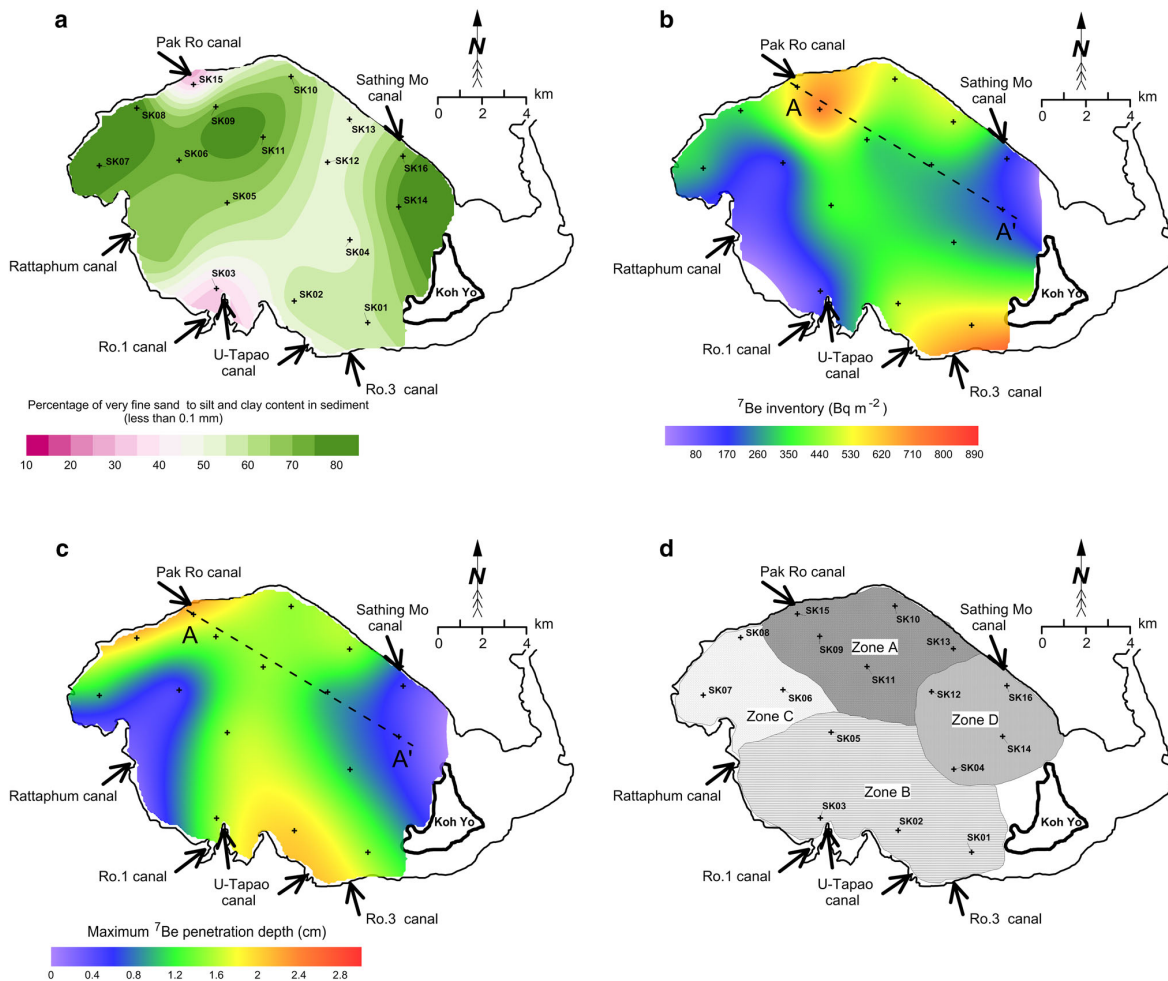 a
Pak Ro canal
SK15
SK10
Sathing Mo
canal
N
km
0 2 4
SK08
SK09
SK13
SK11
SK07
SK06
SK12
SK16
SK05
SK14
Rattaphum canal
SK04
SK03
SK02
SK01
Koh Yo
Ro.1 canal
U-Tapao
canal
Ro.3 canal
Percentage of very fine sand to silt and clay content in sediment
(less than 0.1 mm)
10 20 30 40 50 60 70 80
b
Pak Ro canal
Sathing Mo
canal
N
km
0 2 4
A
A'
Rattaphum canal
Koh Yo
Ro.1 canal
U-Tapao
canal
Ro.3 canal
⁷Be inventory (Bq m⁻²)
80 170 260 350 440 530 620 710 800 890
c
Pak Ro canal
Sathing Mo
canal
N
km
0 2 4
A
A'
Rattaphum canal
Koh Yo
Ro.1 canal
U-Tapao
canal
Ro.3 canal
Maximum ⁷Be penetration depth (cm)
0 0.4 0.8 1.2 1.6 2 2.4 2.8
d
Pak Ro canal
SK15
SK10
Sathing Mo
canal
N
km
0 2 4
SK08
SK09
Zone A
SK13
SK11
SK07
SK06
SK12
SK16
Zone C
Zone D
SK05
SK14
Rattaphum canal
SK04
Zone B
SK03
SK02
SK01
Koh Yo
Ro.1 canal
U-Tapao
canal
Ro.3 canal